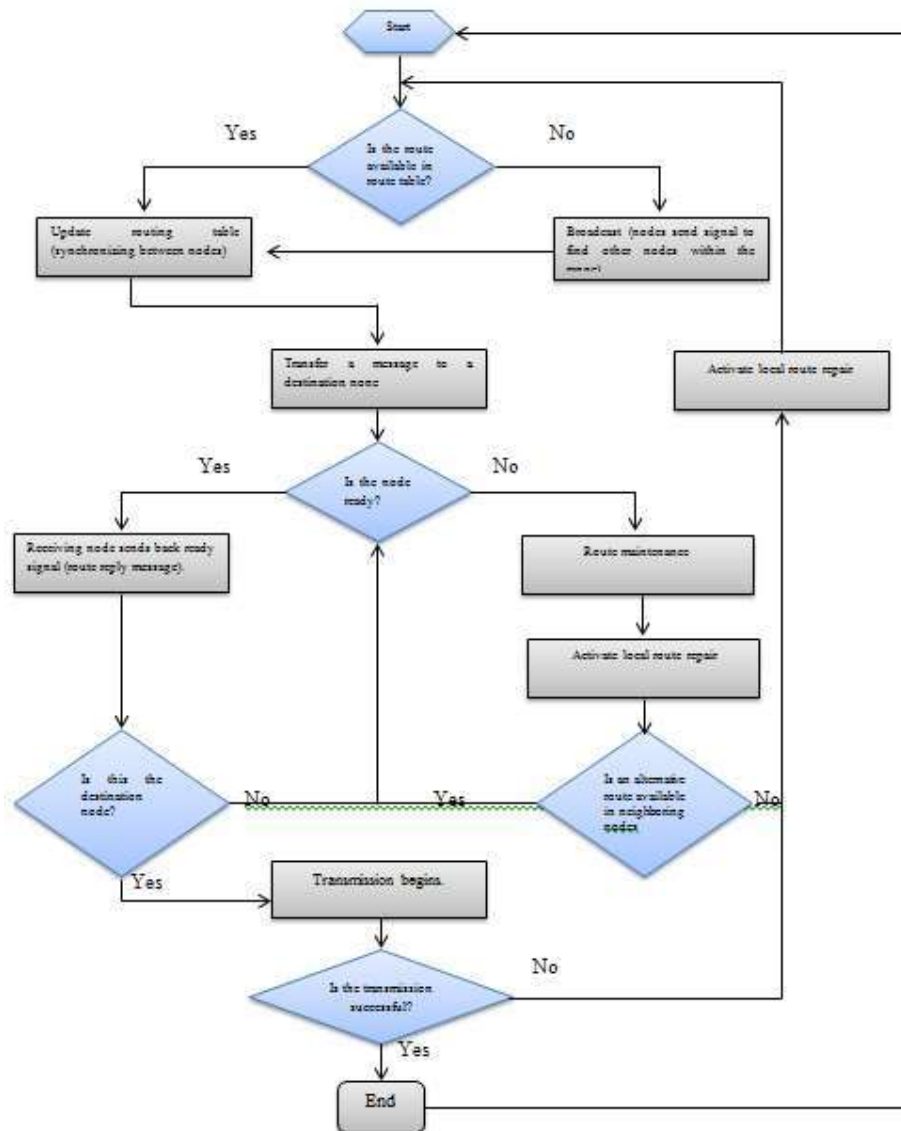 Start
Yes
No
Is the route
available in
route table?
Update routing table
(synchronizing between nodes)
Broadcast (nodes send signal to
find other nodes within the
Transfer a message to a
destination none
Activate local route repair
Yes
No
Is the node
ready?
Receiving node sends back ready
signal (route reply message).
Route maintenance
Activate local route repair
Is this the
destination
node?
No
Yes
Is an alternative
route available
in neighboring
nodes
No
Yes
Transmission begins.
Is the transmission
successful?
No
Yes
End